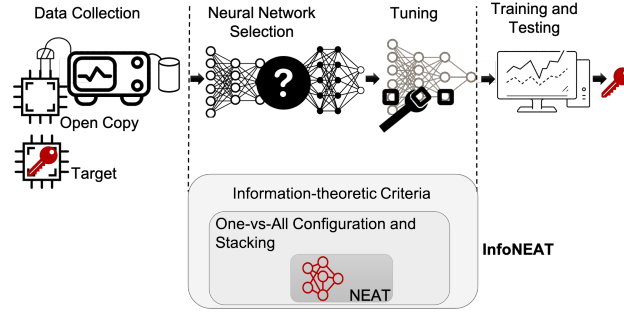 Data Collection
Neural Network
Selection
Tuning
Training and
Testing
?
Open Copy
Target
Information-theoretic Criteria
One-vs-All Configuration and
Stacking
NEAT
InfoNEAT